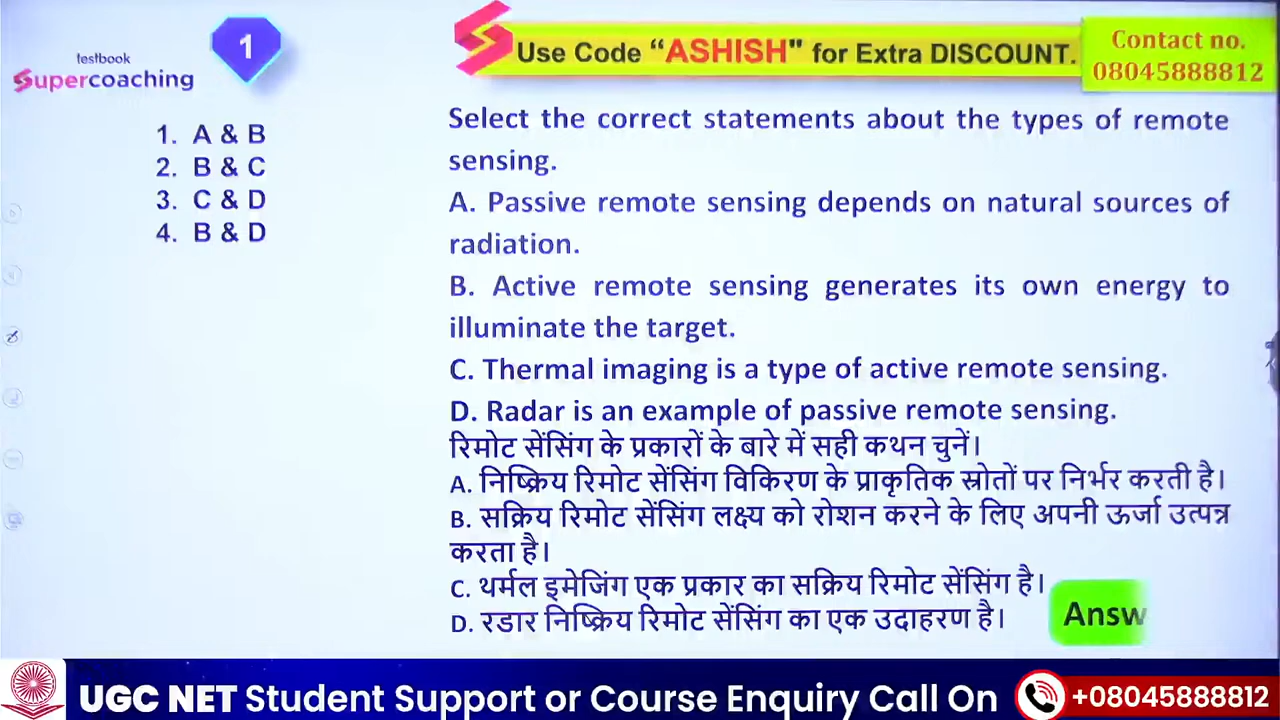 testbook
Supercoaching
1
Use Code “ASHISH" for Extra DISCOUNT.
Contact no.
08045888812
1. A & B
2. B & C
3. C & D
4. B & D
Select the correct statements about the types of remote
sensing.
A. Passive remote sensing depends on natural sources of
radiation.
B. Active remote sensing generates its own energy to
illuminate the target.
C. Thermal imaging is a type of active remote sensing.
D. Radar is an example of passive remote sensing.
रिमोट सेंसिंग के प्रकारों के बारे में सही कथन चुनें।
A. निष्क्रिय रिमोट सेंसिंग विकिरण के प्राकृतिक स्रोतों पर निर्भर करती है।
B. सक्रिय रिमोट सेंसिंग लक्ष्य को रोशन करने के लिए अपनी ऊर्जा उत्पन्न
करता है।
C. थर्मल इमेजिंग एक प्रकार का सक्रिय रिमोट सेंसिंग है।
D. रडार निष्क्रिय रिमोट सेंसिंग का एक उदाहरण है।
Answ
UGC NET Student Support or Course Enquiry Call On
+08045888812